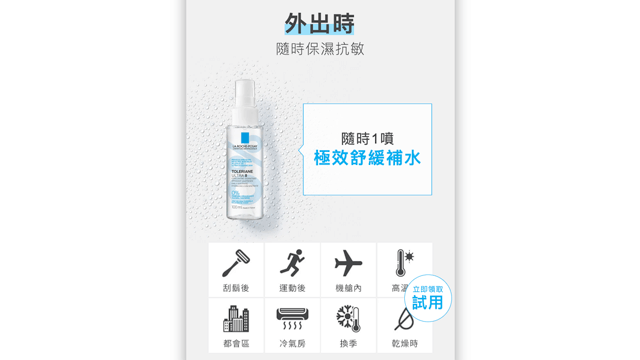 外出時
隨時保濕抗敏
LA ROCHE-POSAY
TOLERIANE
ULTRA 8
隨時1噴
極效舒緩補水
刮鬍後
運動後
機艙內
高溫
立即領取
試用
都會區
冷氣房
換季
乾燥時